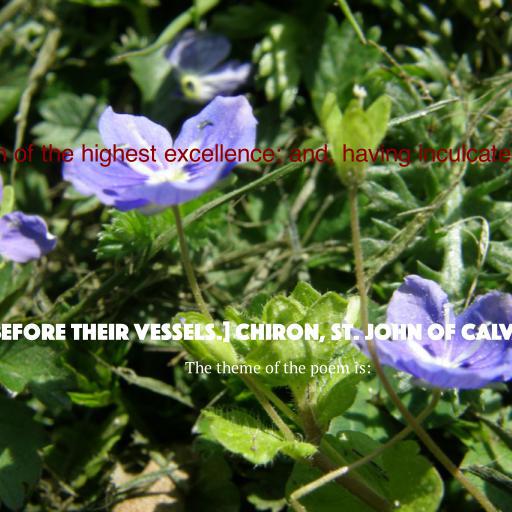 of the highest excellence; and, having inculcate
BEFORE THEIR VESSELS.] CHIRON, ST. JOHN OF CALV
The theme of the poem is: